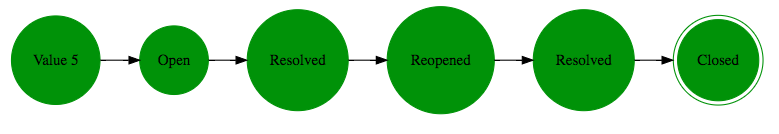 Value 5
Open
Resolved
Reopened
Resolved
Closed